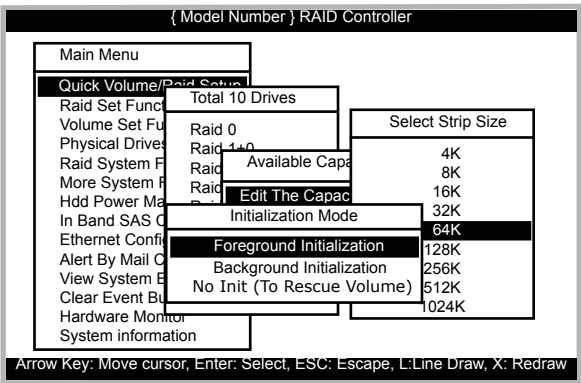 { Model Number } RAID Controller
Main Menu
Quick Volume/Raid Setup
Raid Set Funct
Volume Set Fu
Physical Drives
Raid System F
More System F
Hdd Power Ma
In Band SAS C
Ethernet Config
Alert By Mail C
View System E
Clear Event Bu
Hardware Monitor
System information
Total 10 Drives
Raid 0
Raid 1+0
Raid
Raid
Available Capa
Edit The Capac
Initialization Mode
Foreground Initialization
Background Initialization
No Init (To Rescue Volume)
Select Strip Size
4K
8K
16K
32K
64K
128K
256K
512K
1024K
Arrow Key: Move cursor, Enter: Select, ESC: Escape, L:Line Draw, X: Redraw